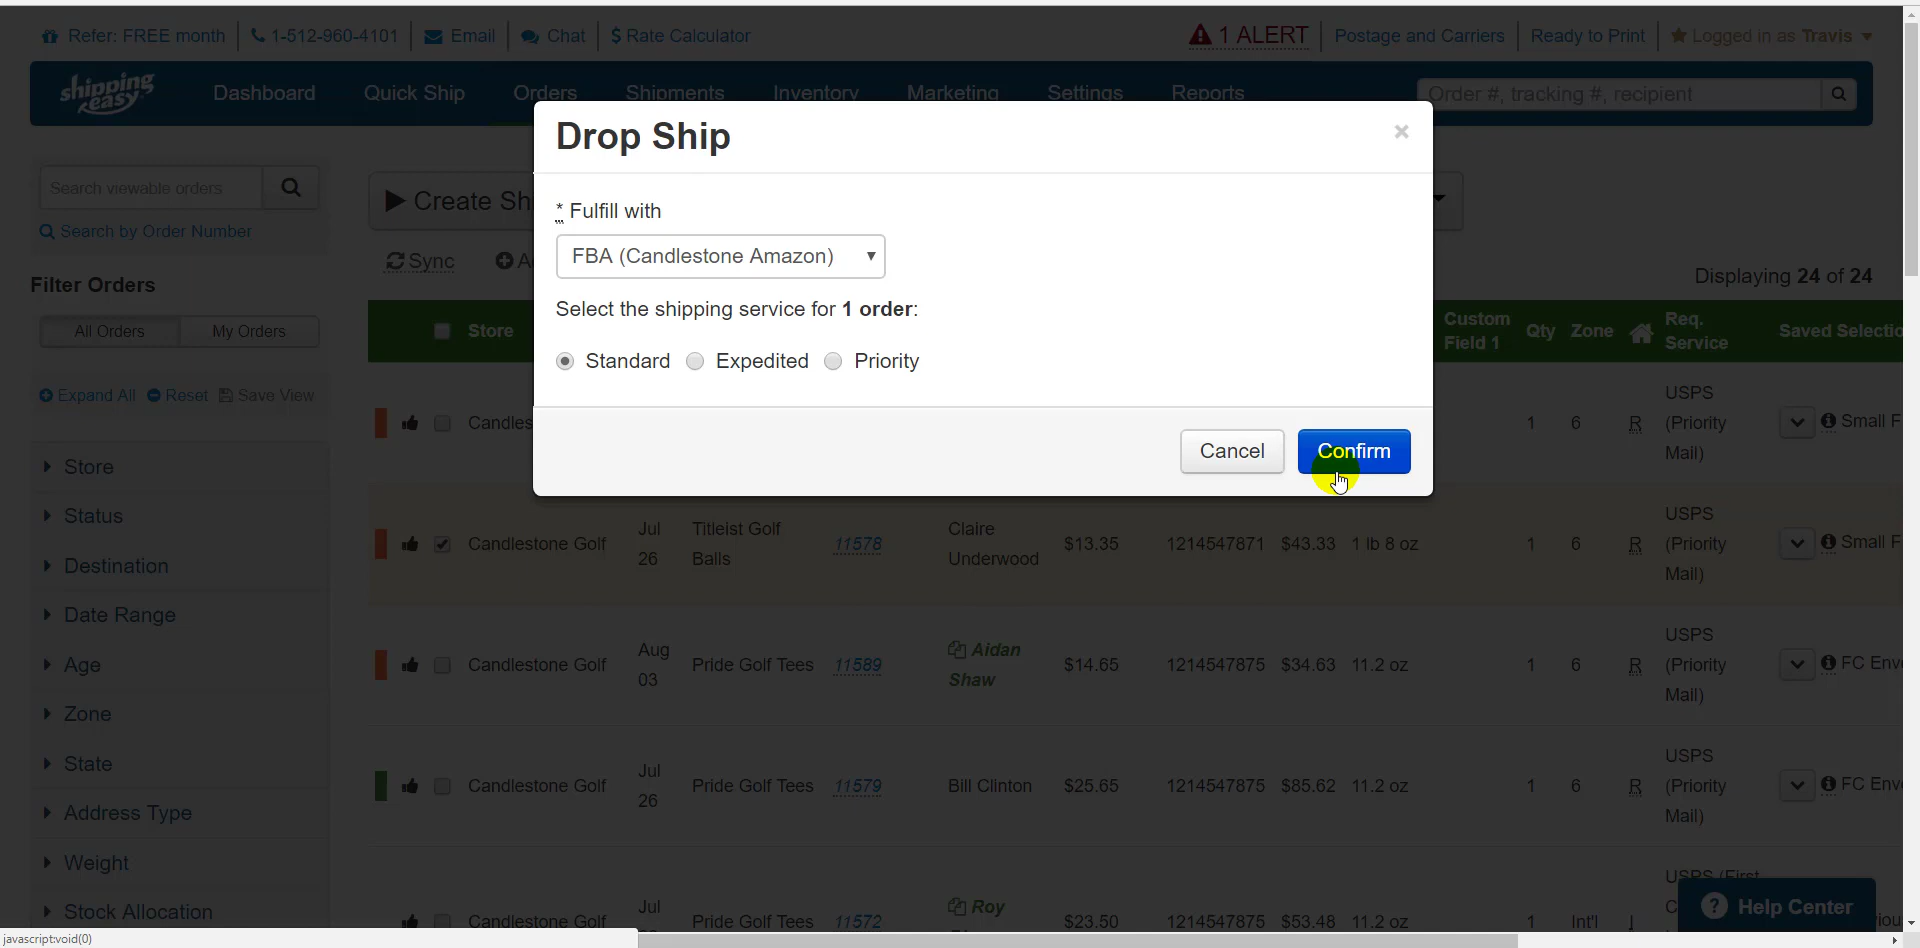 Refer: FREE month
1-512-960-4101
Email
Chat
$ Rate Calculator
1 ALERT
Postage and Carriers
Ready to Print
Logged in as Travis
shipping easy
Dashboard
Quick Ship
Orders
Shipments
Inventory
Marketing
Settings
Reports
Order #, tracking #, recipient
Drop Ship
×
* Fulfill with
FBA (Candlestone Amazon)
Select the shipping service for 1 order:
Standard
Expedited
Priority
Cancel
Confirm
Search viewable orders
Search by Order Number
Filter Orders
All Orders
My Orders
Expand All
Reset
Save View
Store
Status
Destination
Date Range
Age
Zone
State
Address Type
Weight
Stock Allocation
Create Sh
Sync
Displaying 24 of 24
Store
Custom Field 1
Qty
Zone
Req. Service
Saved Selectio
Candles
1
6
R
USPS (Priority Mail)
Small F
Candlestone Golf
Jul 26
Titleist Golf Balls
11578
Claire Underwood
$13.35
1214547871
$43.33
1 lb 8 oz
1
6
R
USPS (Priority Mail)
Small F
Candlestone Golf
Aug 03
Pride Golf Tees
11589
Aidan Shaw
$14.65
1214547875
$34.63
11.2 oz
1
6
R
USPS (Priority Mail)
FC Env
Candlestone Golf
Jul 26
Pride Golf Tees
11579
Bill Clinton
$25.65
1214547875
$85.62
11.2 oz
1
6
R
USPS (Priority Mail)
FC Env
Candlestone Golf
Jul
Pride Golf Tees
11572
Roy
$23.50
1214547875
$53.48
11.2 oz
1
Int'l
USPS (First
? Help Center
javascript:void(0)